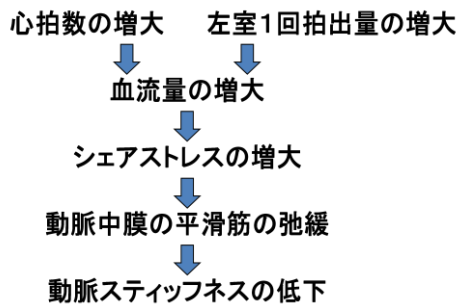 心拍数の増大 左室１回拍出量の増大
血流量の増大
シェアストレスの増大
動脈中膜の平滑筋の弛緩
動脈スティッフネスの低下